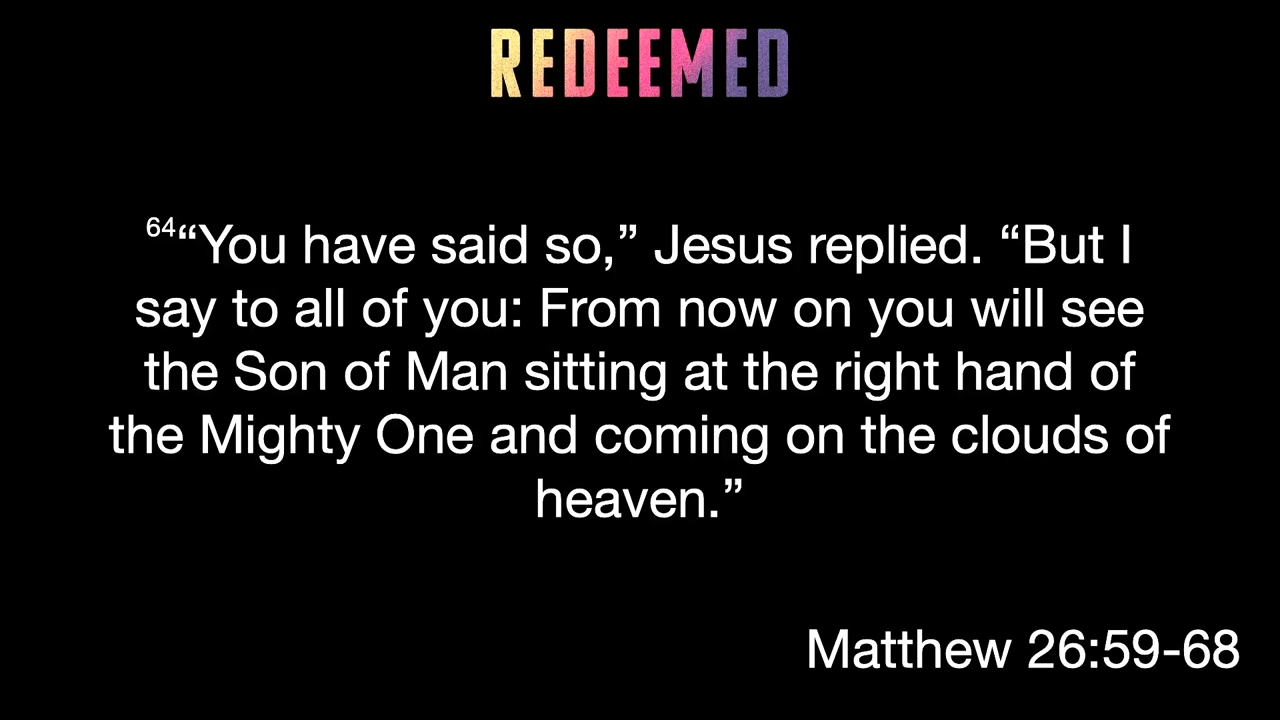 REDEEMED
64“You have said so,” Jesus replied. “But I
say to all of you: From now on you will see
the Son of Man sitting at the right hand of
the Mighty One and coming on the clouds of
heaven.”
Matthew 26:59-68